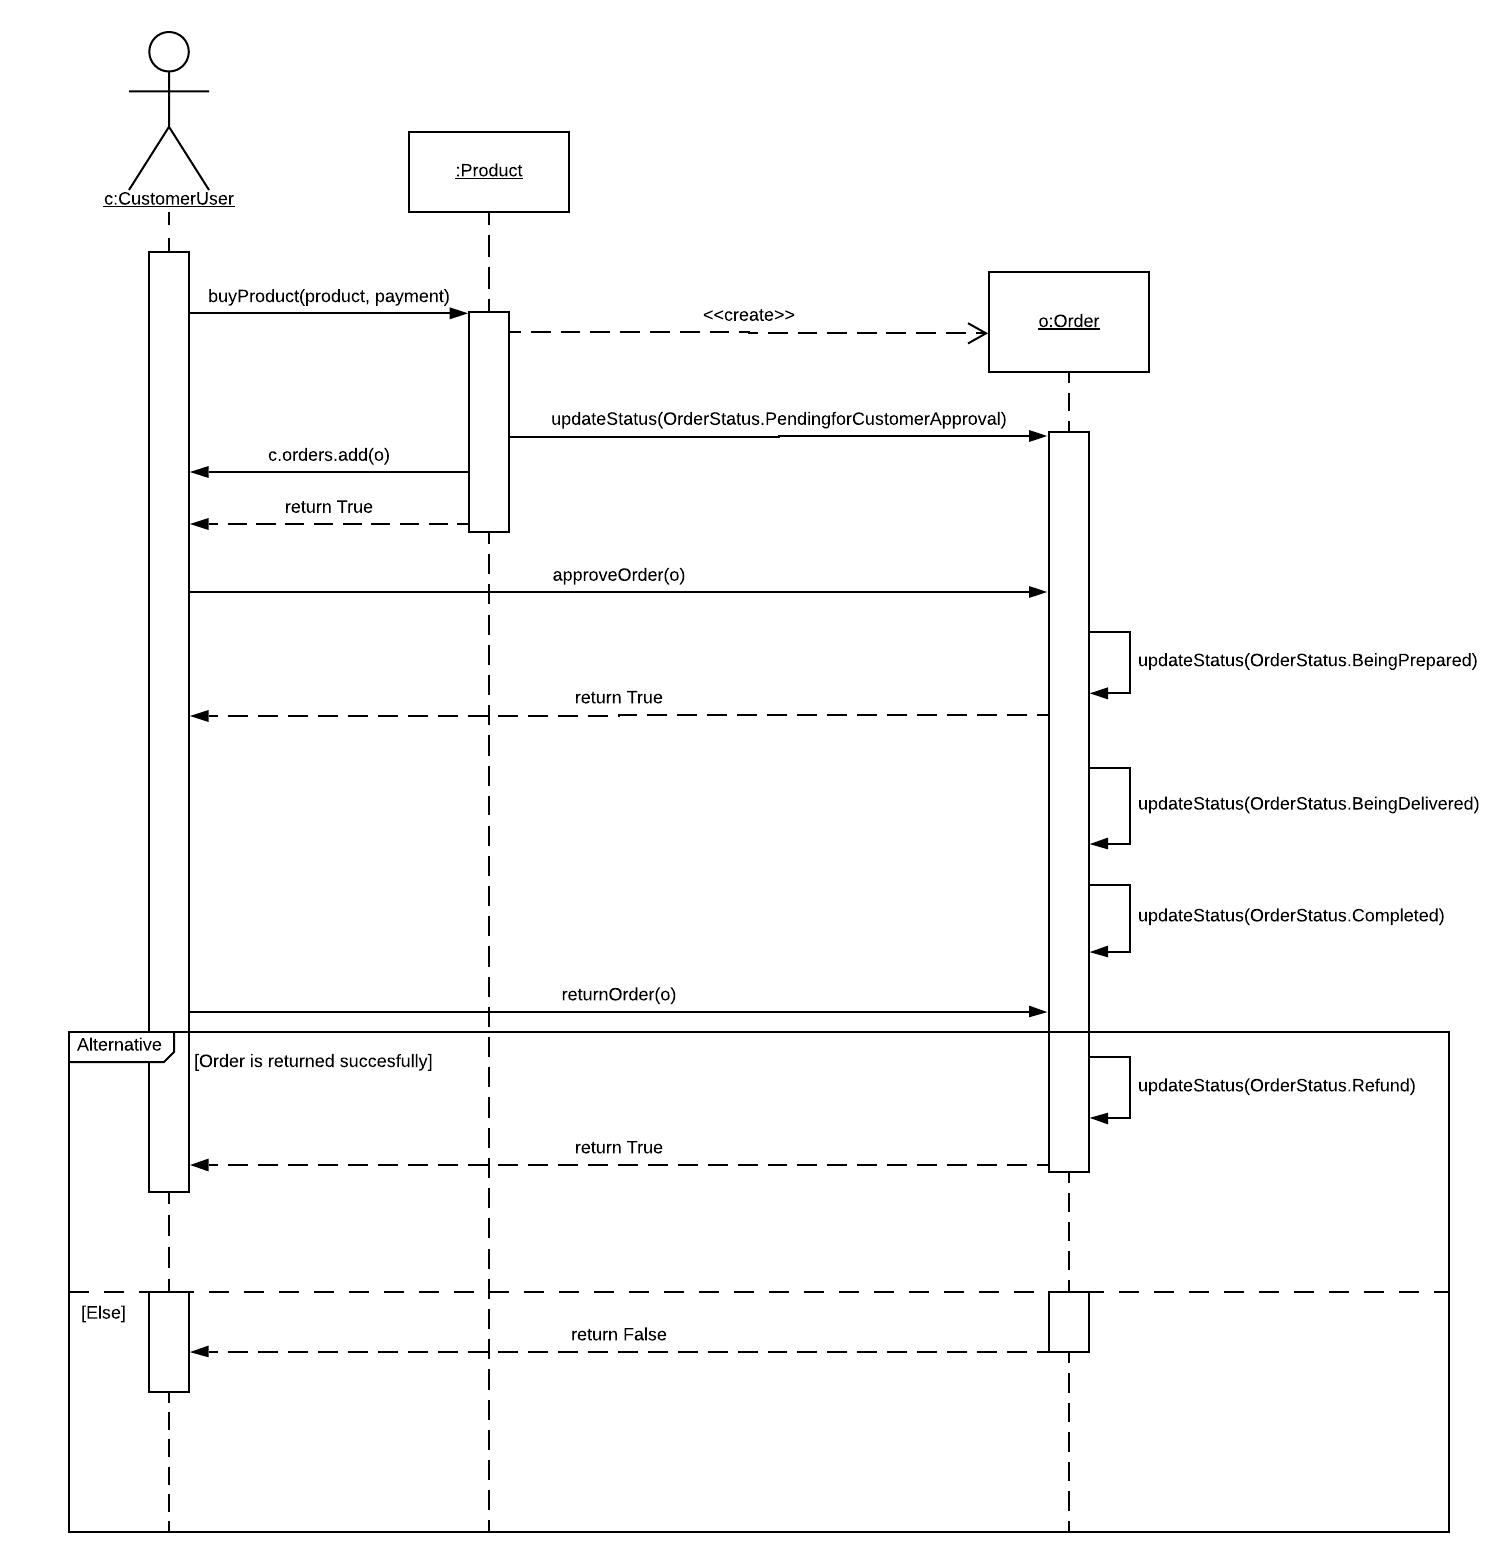 c:CustomerUser
:Product
o:Order
buyProduct(product, payment)
<<create>>
updateStatus(OrderStatus.PendingforCustomerApproval)
c.orders.add(o)
return True
approveOrder(o)
updateStatus(OrderStatus.BeingPrepared)
return True
updateStatus(OrderStatus.BeingDelivered)
updateStatus(OrderStatus.Completed)
returnOrder(o)
Alternative
[Order is returned succesfully]
updateStatus(OrderStatus.Refund)
return True
[Else]
return False